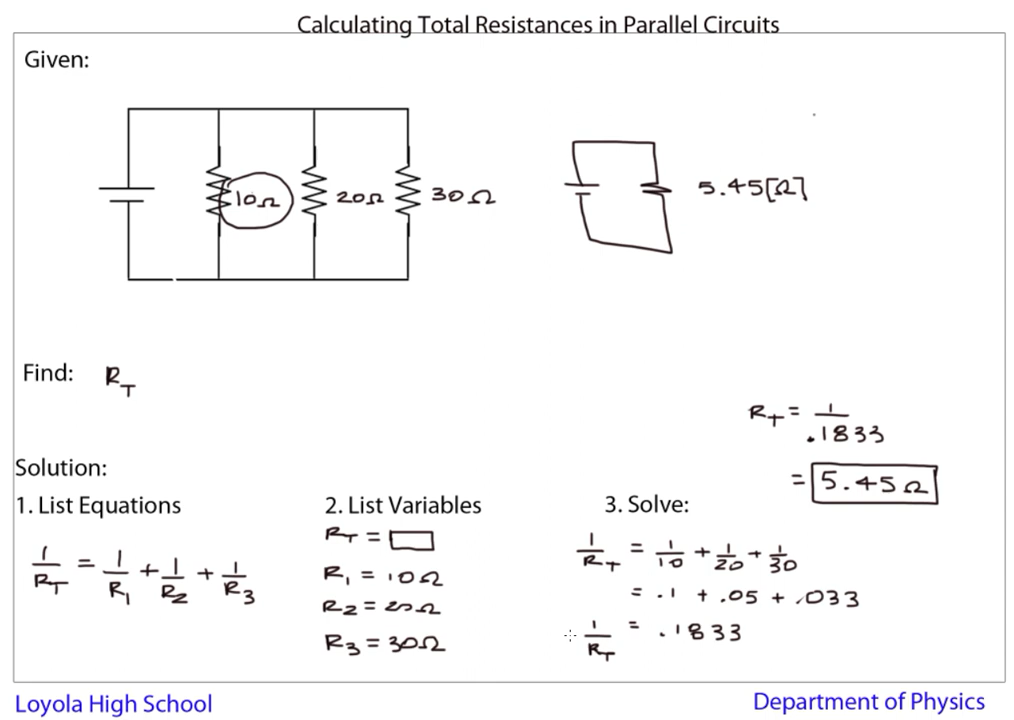 Calculating Total Resistances in Parallel Circuits
Given:
10Ω 20Ω 30Ω
5.45[Ω]
Find: R_T
R_T = 1/.1833
= 5.45Ω
Solution:
1. List Equations
1/R_T = 1/R_1 + 1/R_2 + 1/R_3
2. List Variables
R_T =
R_1 = 10Ω
R_2 = 20Ω
R_3 = 30Ω
3. Solve:
1/R_T = 1/10 + 1/20 + 1/30
= .1 + .05 + .033
1/R_T = .1833
Loyola High School
Department of Physics